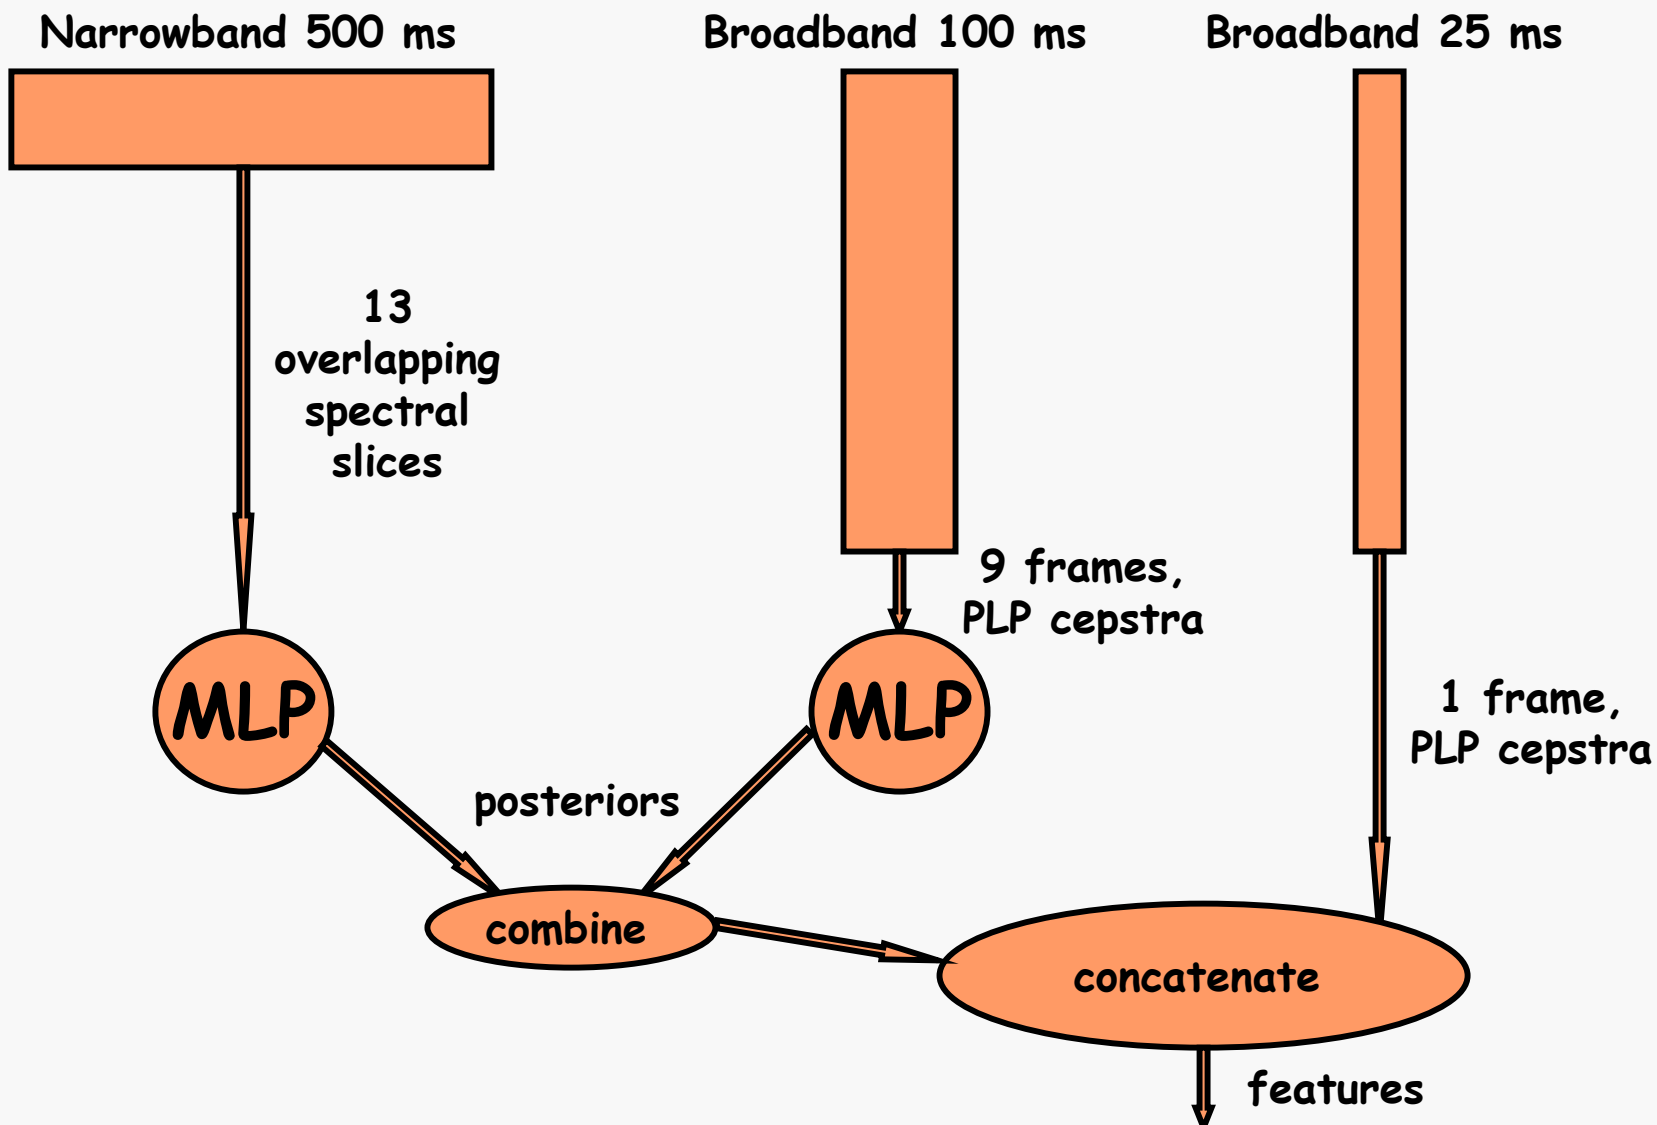 Narrowband 500 ms
Broadband 100 ms
Broadband 25 ms
13
overlapping
spectral
slices
9 frames,
PLP cepstra
MLP
MLP
1 frame,
PLP cepstra
posteriors
combine
concatenate
features